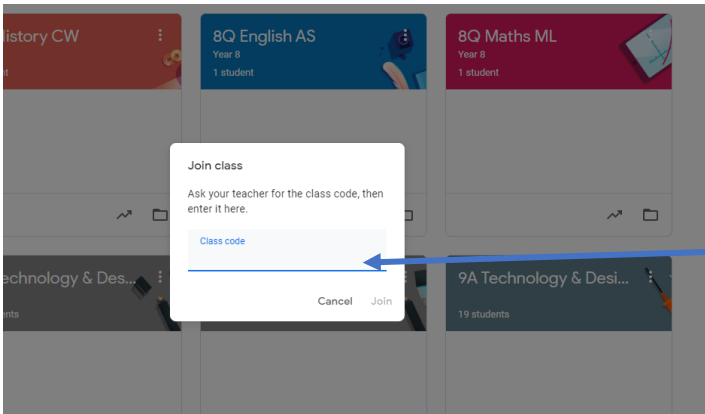 istory CW
nt
8Q English AS
Year 8
1 student
8Q Maths ML
Year 8
1 student
Join class
Ask your teacher for the class code, then
enter it here.
Class code
Cancel Join
echnology & Des...
ents
9A Technology & Desi...
19 students